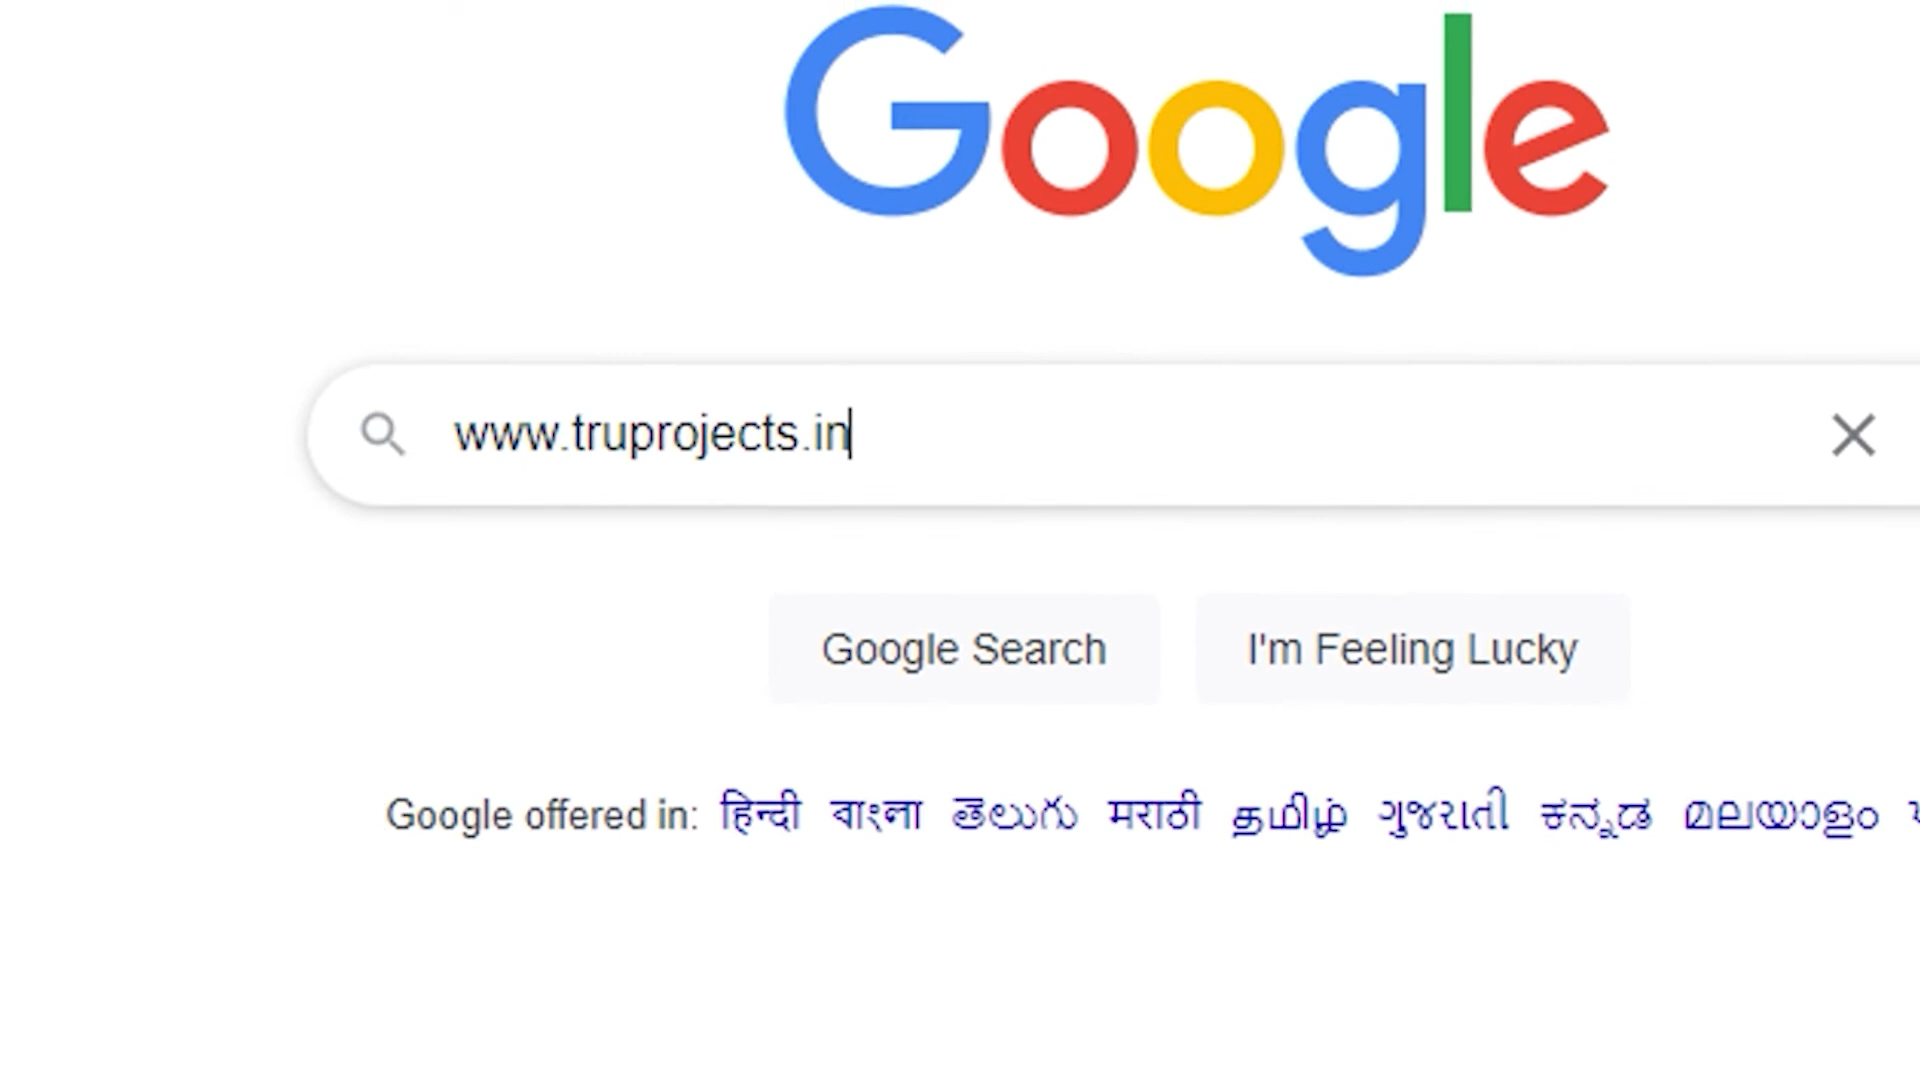 Google
www.truprojects.in
Google Search
I'm Feeling Lucky
Google offered in: हिन्दी বাংলা తెలుగు मराठी தமிழ் ગુજરાતી ಕನ್ನಡ മലയാളം